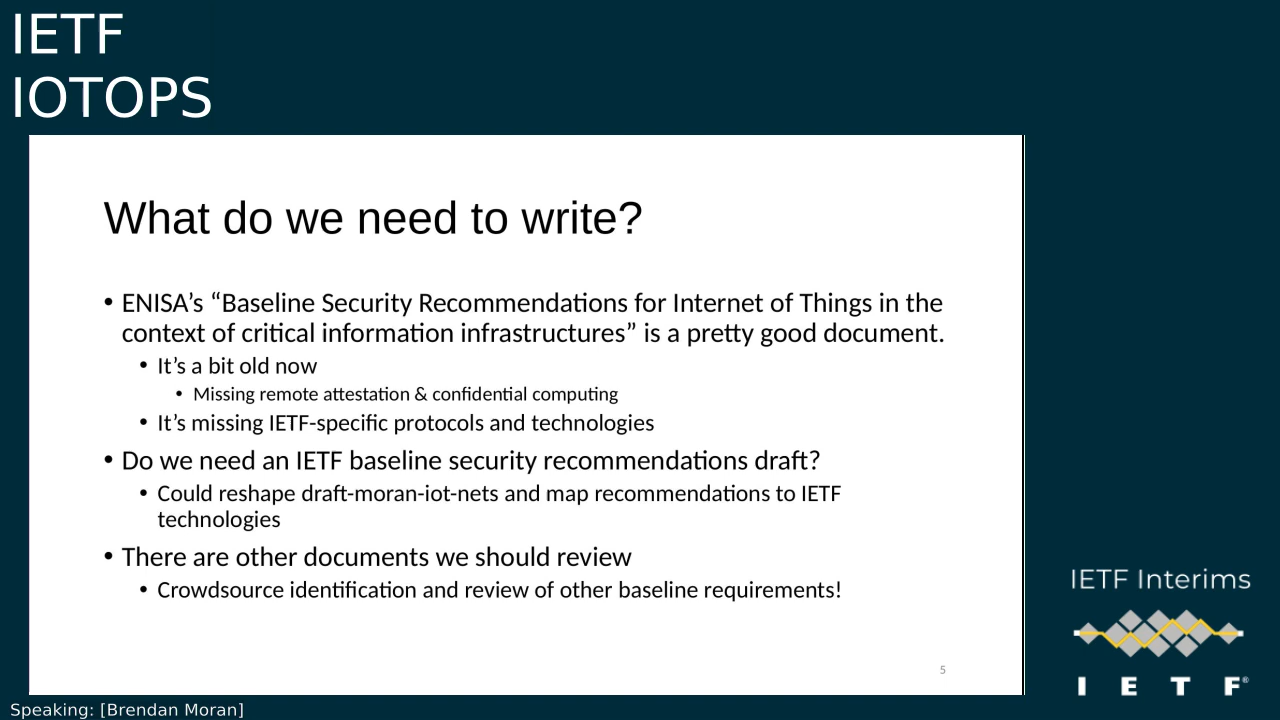 IETF
IOTOPS
What do we need to write?
• ENISA’s “Baseline Security Recommendations for Internet of Things in the
context of critical information infrastructures” is a pretty good document.
• It’s a bit old now
• Missing remote attestation & confidential computing
• It’s missing IETF-specific protocols and technologies
• Do we need an IETF baseline security recommendations draft?
• Could reshape draft-moran-iot-nets and map recommendations to IETF
technologies
• There are other documents we should review
• Crowdsource identification and review of other baseline requirements!
5
IETF Interims
I E T F®
Speaking: [Brendan Moran]